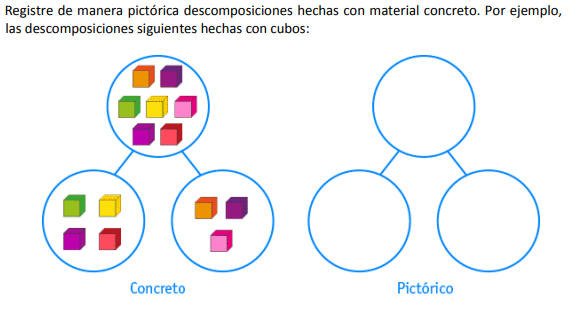 Registre de manera pictórica descomposiciones hechas con material concreto. Por ejemplo,
las descomposiciones siguientes hechas con cubos:
Concreto
Pictórico